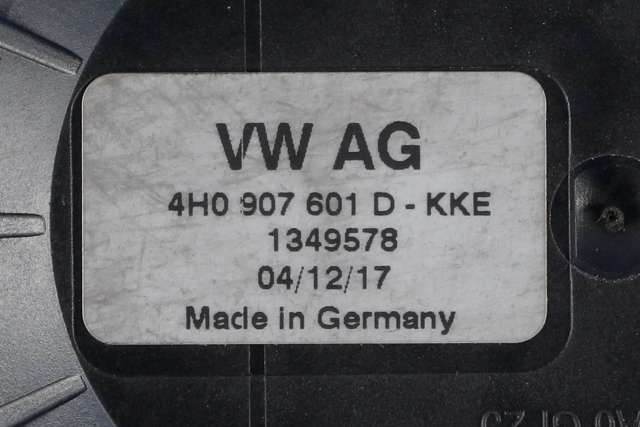 VW AG
4H0 907 601 D - KKE
1349578
04/12/17
Made in Germany